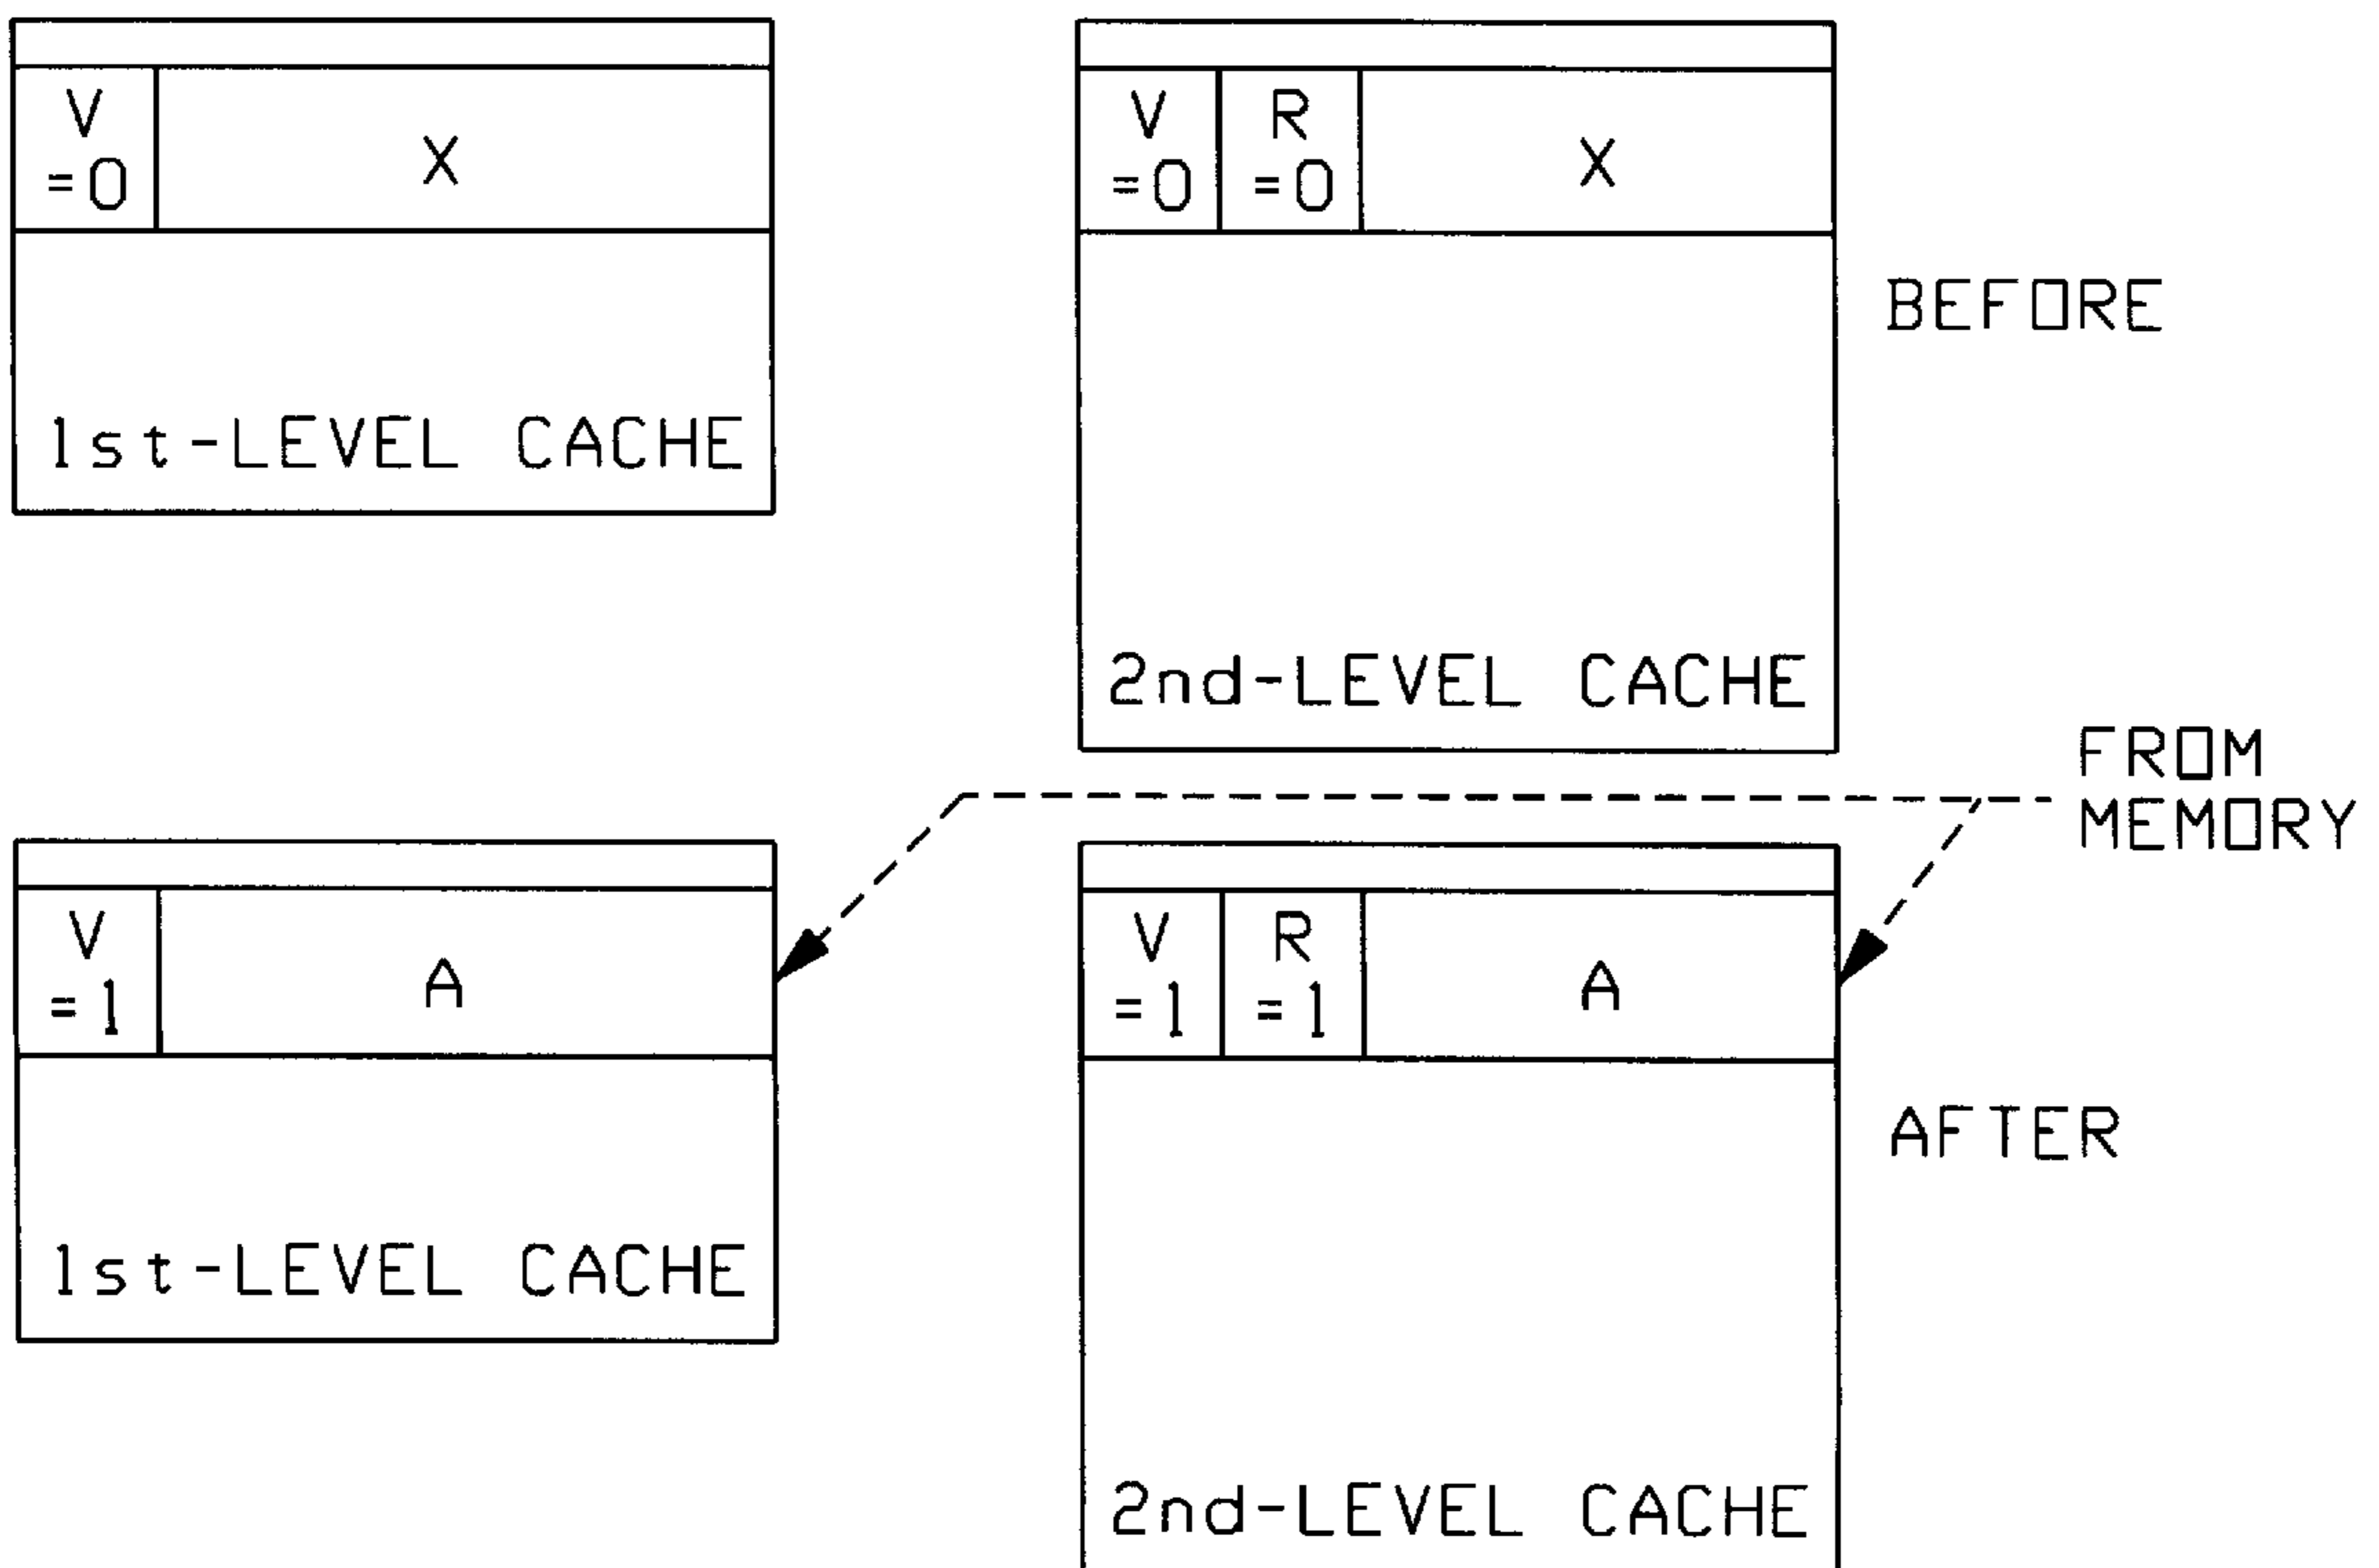 V
=0
X
1st-LEVEL CACHE
V
=0
R
=0
X
2nd-LEVEL CACHE
BEFORE
FROM
MEMORY
V
=1
A
1st-LEVEL CACHE
V
=1
R
=1
A
2nd-LEVEL CACHE
AFTER